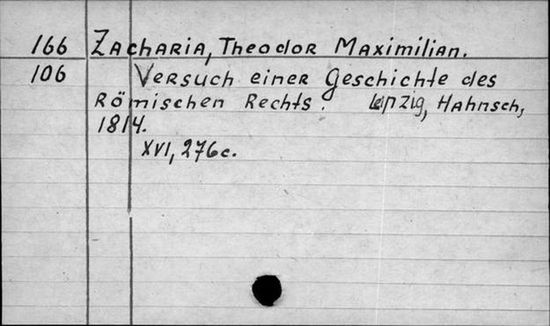 166 Zacharia, Theodor Maximilian.
106 Versuch einer Geschichte des
Römischen Rechts. Leipzig, Hahnsch,
1814.
XVI, 276c.